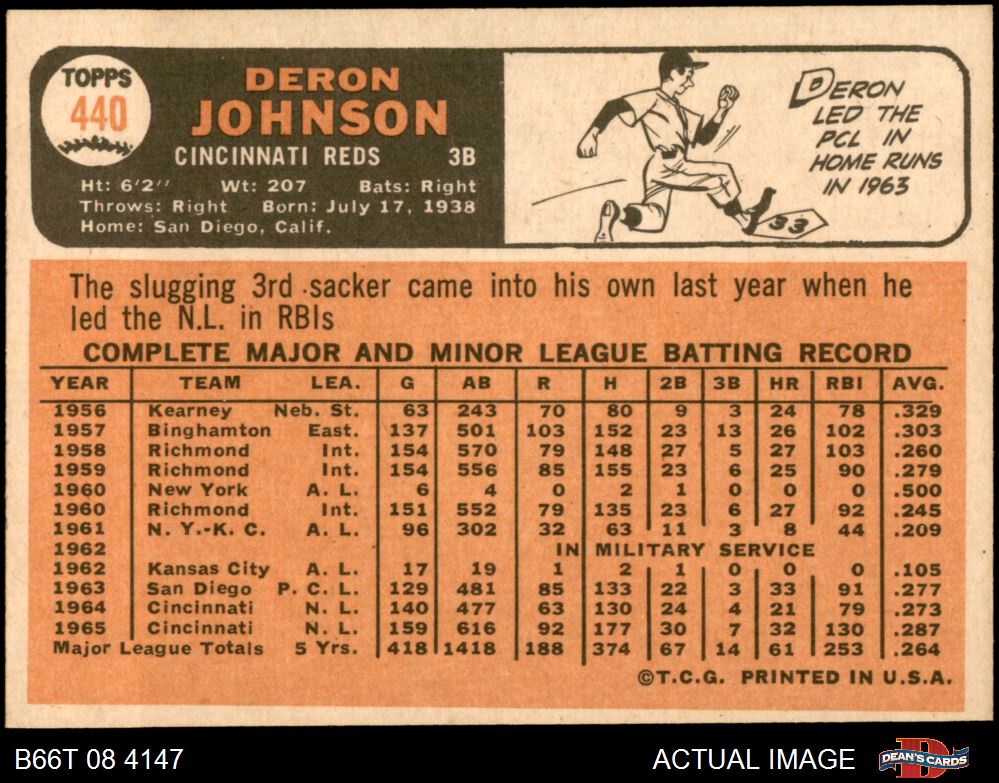 TOPPS
440
DERON
JOHNSON
CINCINNATI REDS 3B
Ht: 6'2" Wt: 207 Bats: Right
Throws: Right Born: July 17, 1938
Home: San Diego, Calif.
DERON
LED THE
PCL IN
HOME RUNS
IN 1963
33
The slugging 3rd sacker came into his own last year when he
led the N.L. in RBIs
COMPLETE MAJOR AND MINOR LEAGUE BATTING RECORD
YEAR TEAM LEA. G AB R H 2B 3B HR RBI AVG.
1956 Kearney Neb. St. 63 243 70 80 9 3 24 78 .329
1957 Binghamton East. 137 501 103 152 23 13 26 102 .303
1958 Richmond Int. 154 570 79 148 27 5 27 103 .260
1959 Richmond Int. 154 556 85 155 23 6 25 90 .279
1960 New York A. L. 6 4 0 2 1 0 0 0 .500
1960 Richmond Int. 151 552 79 135 23 6 27 92 .245
1961 N. Y.-K. C. A. L. 96 302 32 63 11 3 8 44 .209
1962 IN MILITARY SERVICE
1962 Kansas City A. L. 17 19 1 2 1 0 0 0 .105
1963 San Diego P. C. L. 129 481 85 133 22 3 33 91 .277
1964 Cincinnati N. L. 140 477 63 130 24 4 21 79 .273
1965 Cincinnati N. L. 159 616 92 177 30 7 32 130 .287
Major League Totals 5 Yrs. 418 1418 188 374 67 14 61 253 .264
©T.C.G. PRINTED IN U.S.A.
B66T 08 4147 ACTUAL IMAGE DEAN'S CARDS